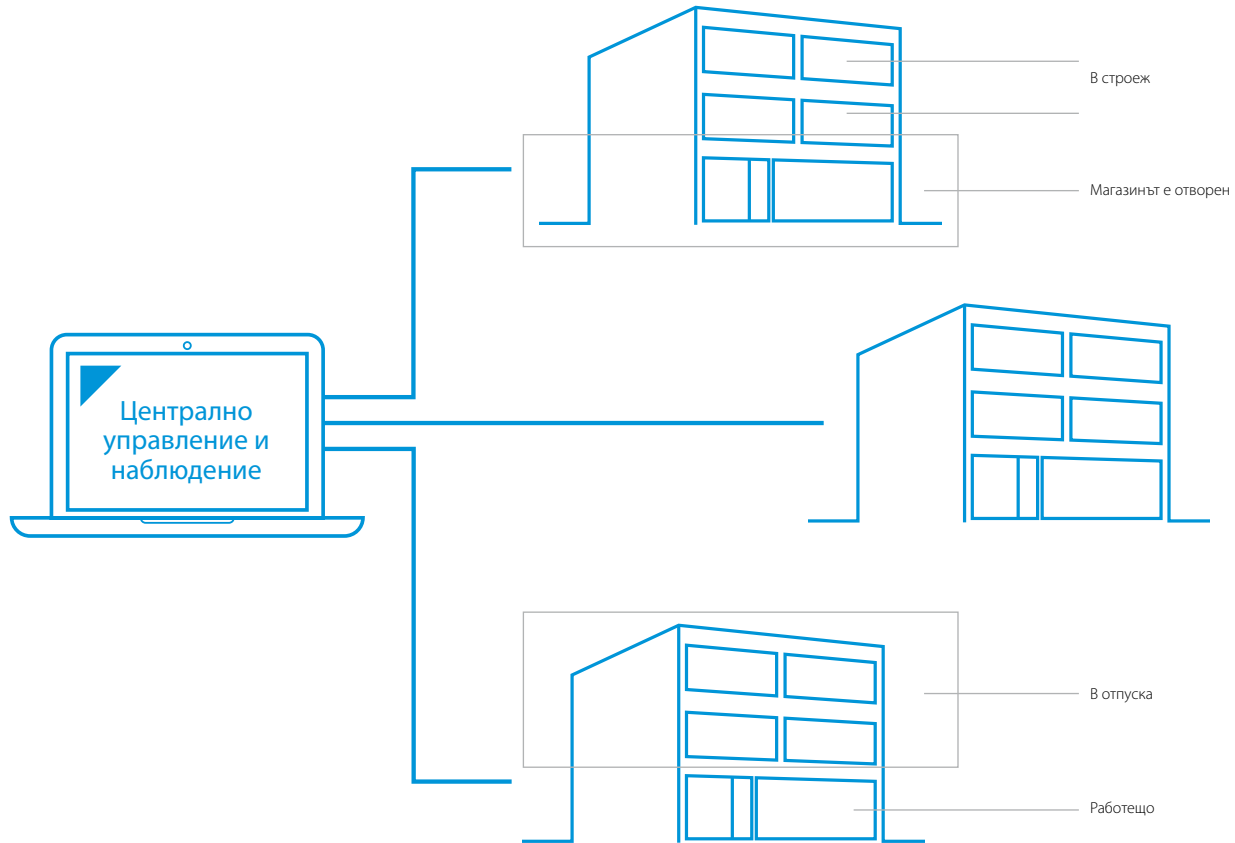 В строеж
Магазинът е отворен
Централно
управление и
наблюдение
В отпуска
Работещо